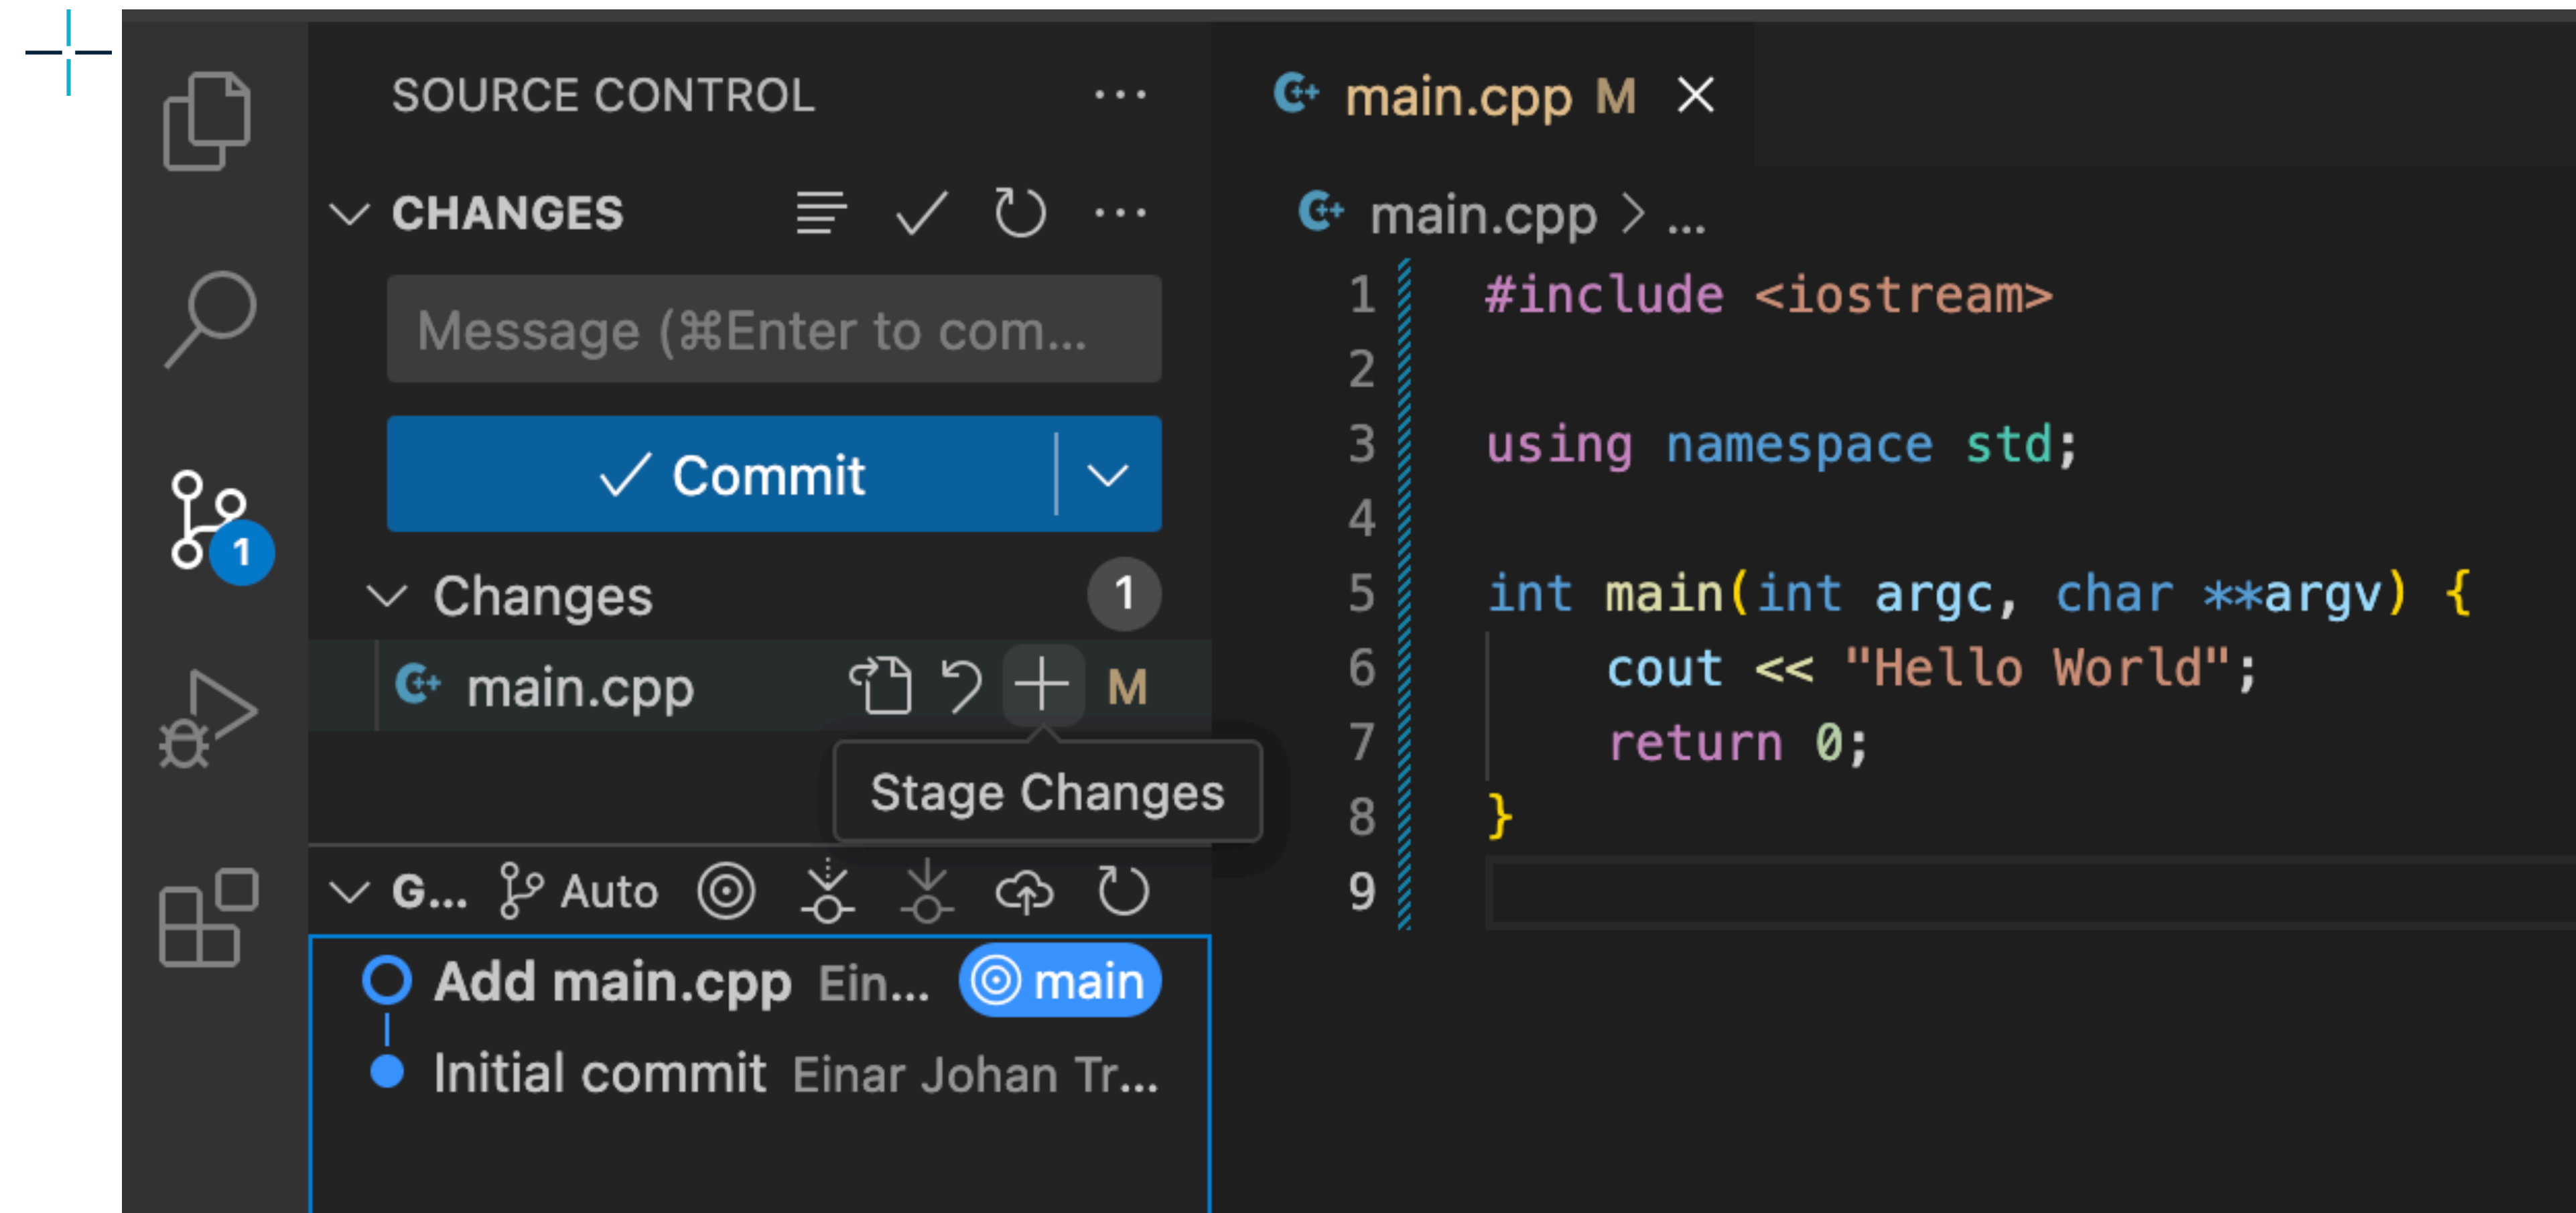 SOURCE CONTROL ...
CHANGES ...
Message (⌘Enter to com...
Commit
1
Changes 1
main.cpp M
Stage Changes
G... Auto
Add main.cpp Ein... main
Initial commit Einar Johan Tr...
main.cpp M
main.cpp > ...
1 #include <iostream>
2
3 using namespace std;
4
5 int main(int argc, char **argv) {
6 cout << "Hello World";
7 return 0;
8 }
9